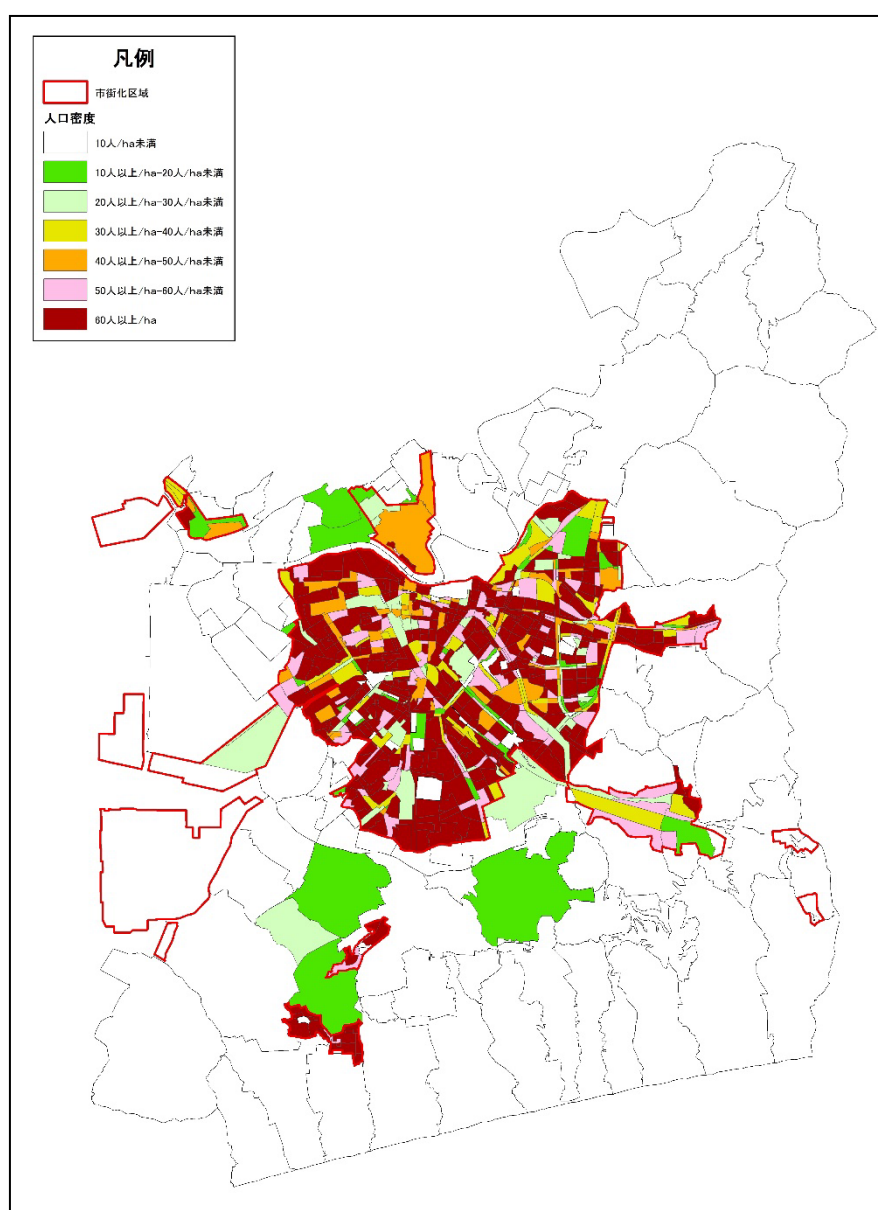 凡例
市街化区域
人口密度
10人/ha未満
10人以上/ha-20人/ha未満
20人以上/ha-30人/ha未満
30人以上/ha-40人/ha未満
40人以上/ha-50人/ha未満
50人以上/ha-60人/ha未満
60人以上/ha